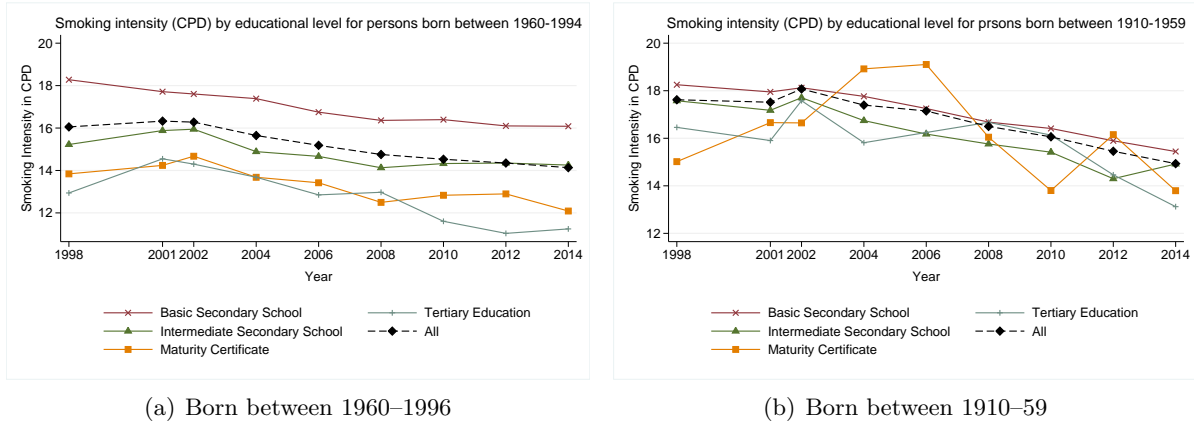 Smoking intensity (CPD) by educational level for persons born between 1960-1994
20
18
16
14
12
Smoking Intensity in CPD
1998 2001 2002 2004 2006 2008 2010 2012 2014
Year
Basic Secondary School
Tertiary Education
Intermediate Secondary School
All
Maturity Certificate
(a) Born between 1960–1996
Smoking intensity (CPD) by educational level for prsons born between 1910-1959
20
18
16
14
12
Smoking Intensity in CPD
1998 2001 2002 2004 2006 2008 2010 2012 2014
Year
Basic Secondary School
Tertiary Education
Intermediate Secondary School
All
Maturity Certificate
(b) Born between 1910–59